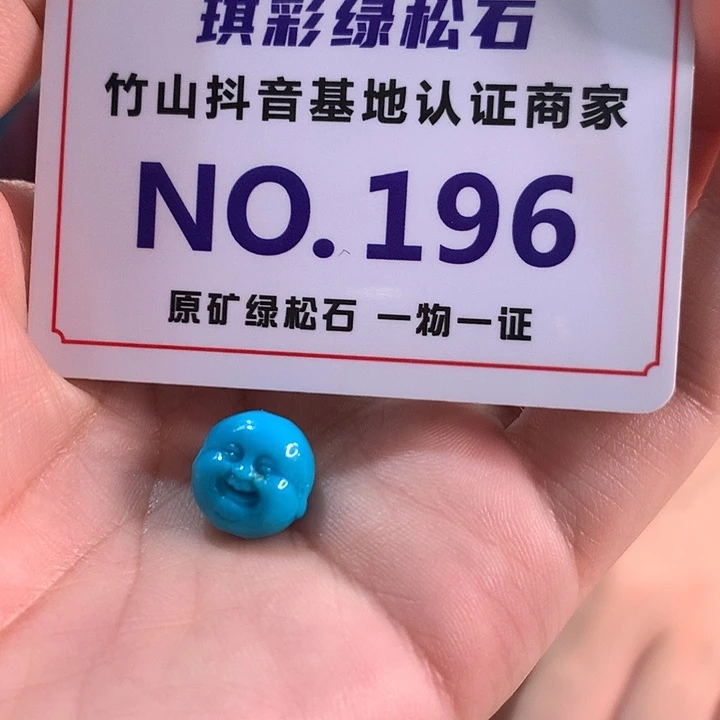 琪彩绿松石
竹山抖音基地认证商家
NO.196
原矿绿松石 一物一证